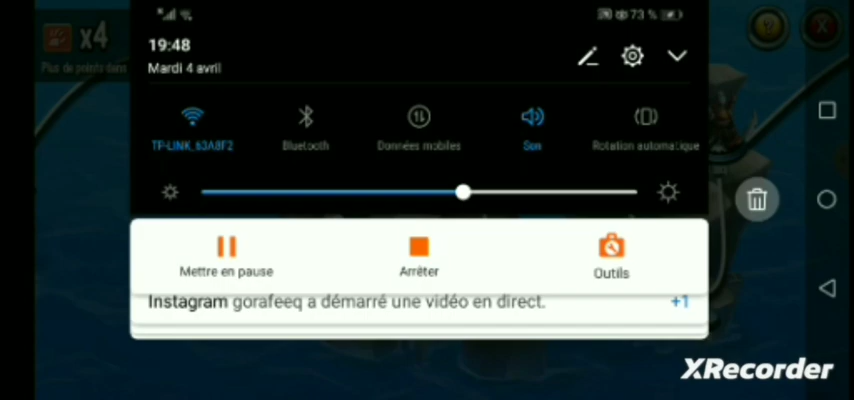 x4
Plus de points dans
73 %
19:48
Mardi 4 avril
TP-LINK_63A8F2
Bluetooth
Données mobiles
Son
Rotation automatique
Mettre en pause
Arrêter
Outils
Instagram gorafeeq a démarré une vidéo en direct.
+1
XRecorder